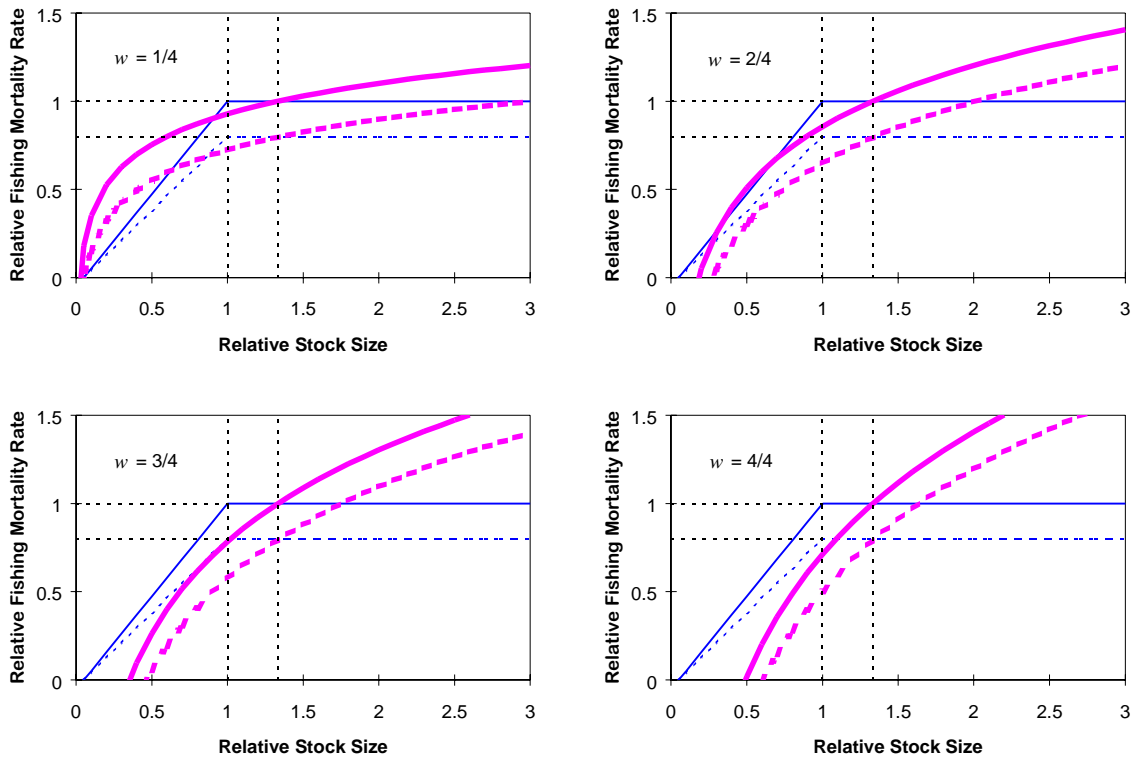 Relative Fishing Mortality Rate
1.5
1
0.5
0
w = 1/4
0 0.5 1 1.5 2 2.5 3
Relative Stock Size
Relative Fishing Mortality Rate
1.5
1
0.5
0
w = 2/4
0 0.5 1 1.5 2 2.5 3
Relative Stock Size
Relative Fishing Mortality Rate
1.5
1
0.5
0
w = 3/4
0 0.5 1 1.5 2 2.5 3
Relative Stock Size
Relative Fishing Mortality Rate
1.5
1
0.5
0
w = 4/4
0 0.5 1 1.5 2 2.5 3
Relative Stock Size